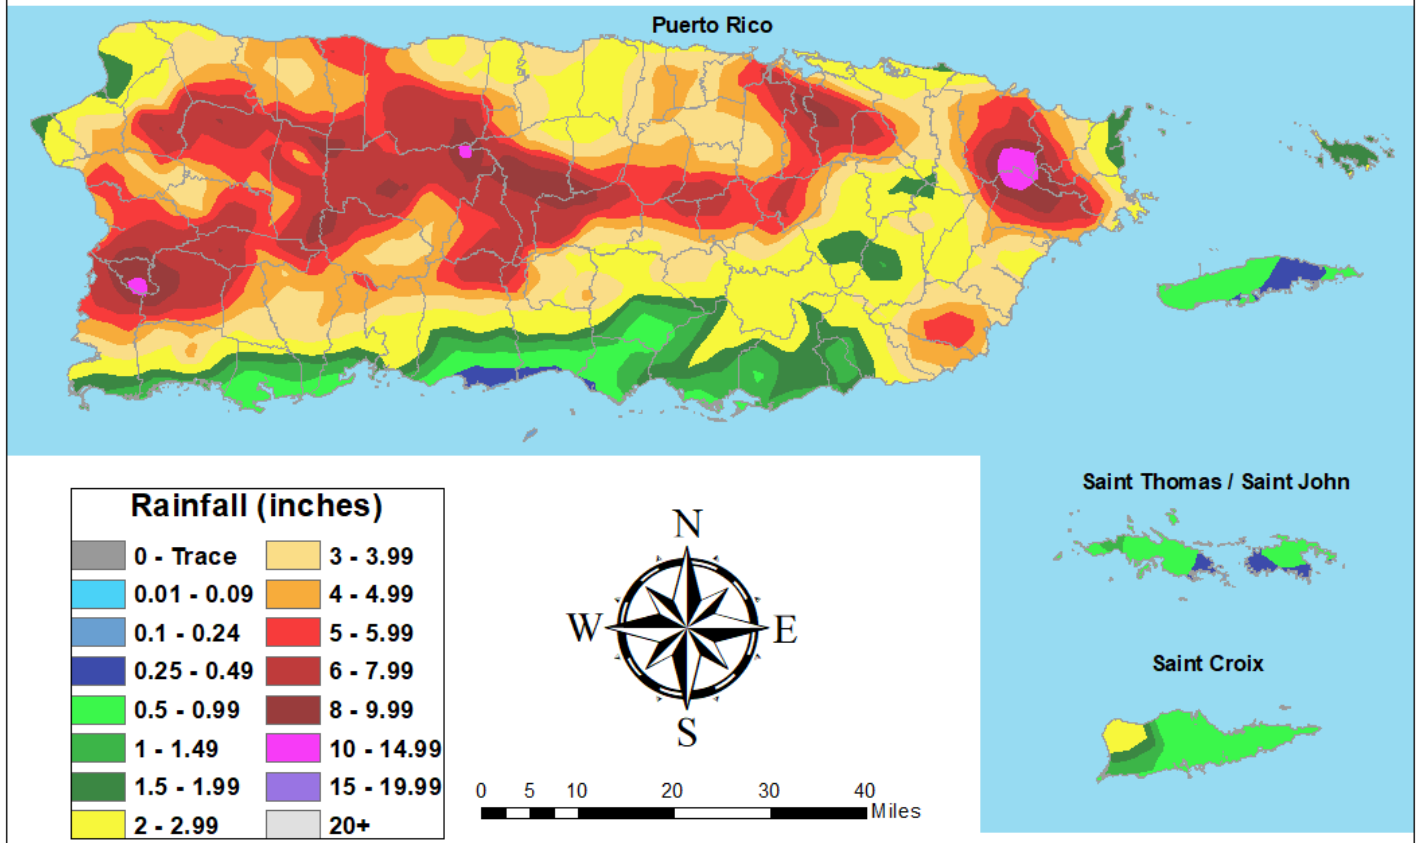 Puerto Rico
Rainfall (inches)
0 - Trace
0.01 - 0.09
0.1 - 0.24
0.25 - 0.49
0.5 - 0.99
1 - 1.49
1.5 - 1.99
2 - 2.99
3 - 3.99
4 - 4.99
5 - 5.99
6 - 7.99
8 - 9.99
10 - 14.99
15 - 19.99
20+
N
W E
S
0 5 10 20 30 40
Miles
Saint Thomas / Saint John
Saint Croix